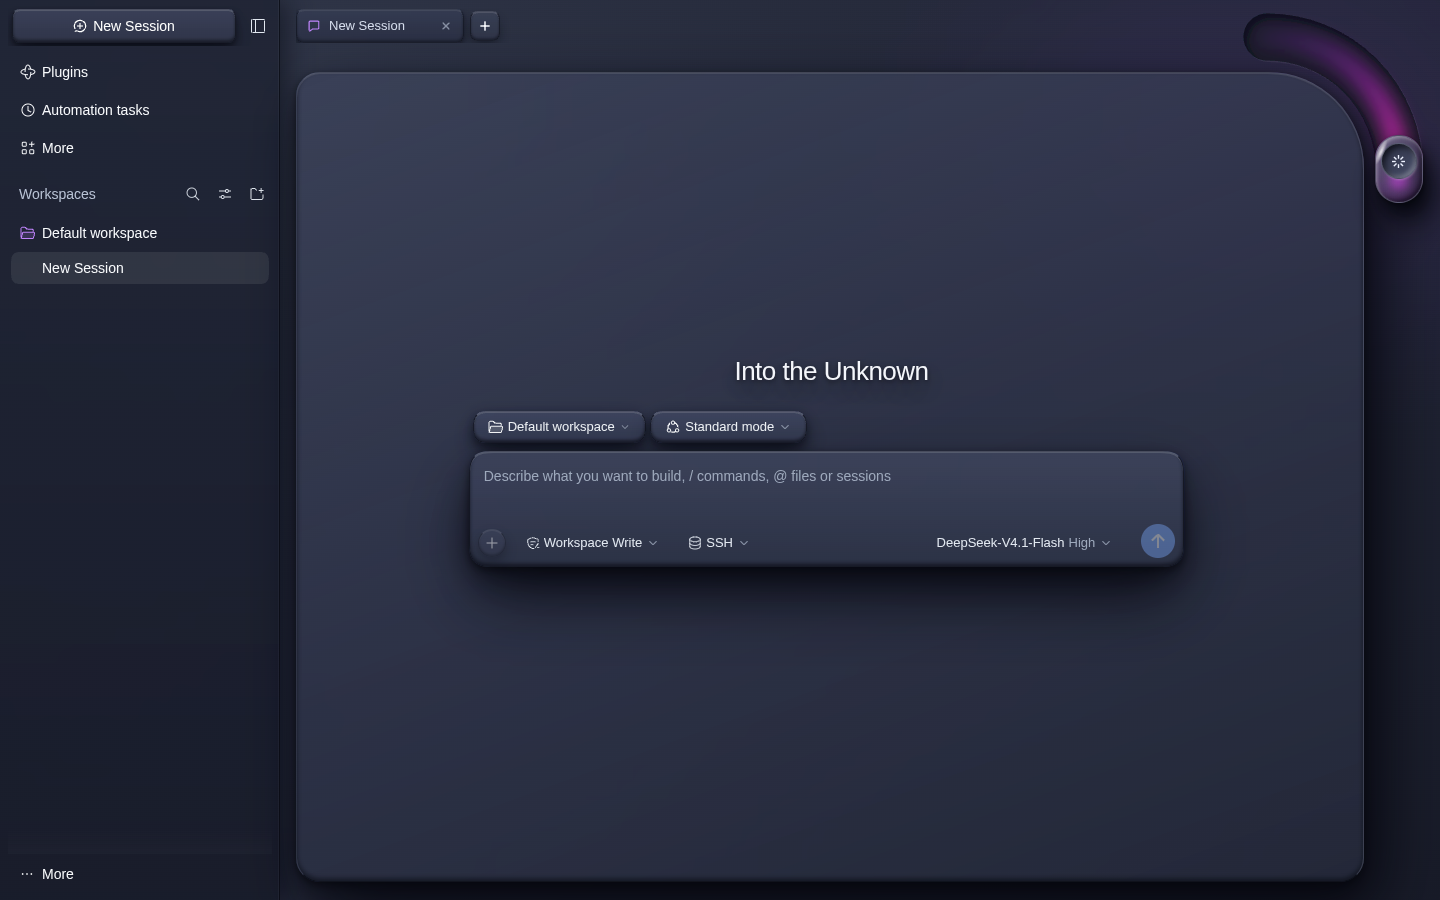 New Session
Plugins
Automation tasks
More
Workspaces
Default workspace
New Session
More
New Session
Into the Unknown
Default workspace
Standard mode
Describe what you want to build, / commands, @ files or sessions
Workspace Write
SSH
DeepSeek-V4.1-Flash High